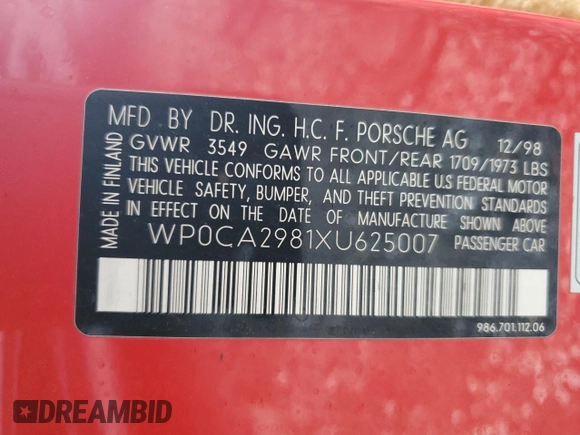 MFD BY DR. ING. H.C. F. PORSCHE AG 12/98
GVWR 3549 GAWR FRONT/REAR 1709/1973 LBS
THIS VEHICLE CONFORMS TO ALL APPLICABLE U.S FEDERAL MOTOR
VEHICLE SAFETY, BUMPER, AND THEFT PREVENTION STANDARDS
IN EFFECT ON THE DATE OF MANUFACTURE SHOWN ABOVE.
WP0CA2981XU625007 PASSENGER CAR
MADE IN FINLAND
986.701.112.06
DREAMBID